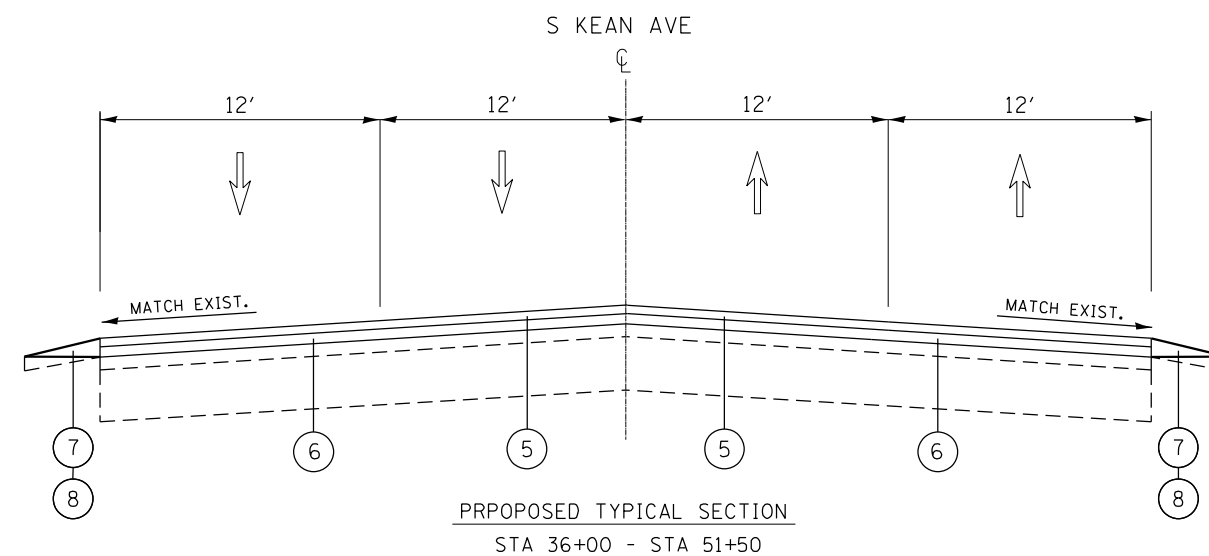 S KEAN AVE
℄
12' 12' 12' 12'
MATCH EXIST. MATCH EXIST.
7 6 5 5 6 7
8 8
PRPOPOSED TYPICAL SECTION
STA 36+00 - STA 51+50